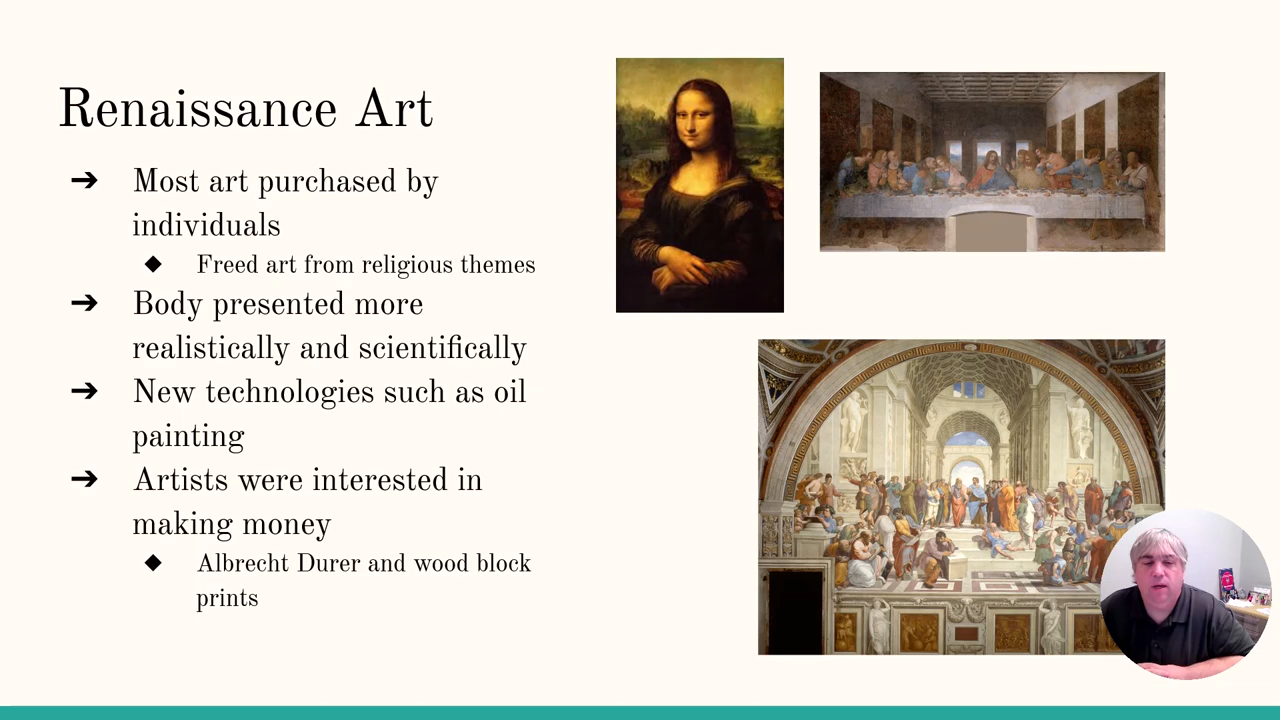 Renaissance Art
➔ Most art purchased by
individuals
◆ Freed art from religious themes
➔ Body presented more
realistically and scientifically
➔ New technologies such as oil
painting
➔ Artists were interested in
making money
◆ Albrecht Durer and wood block
prints